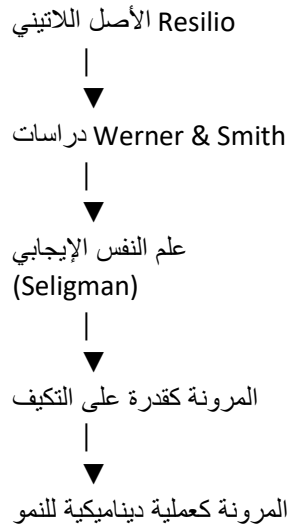 الأصل اللاتيني Resilio
|
▼
دراسات Werner & Smith
|
▼
علم النفس الإيجابي
(Seligman)
|
▼
المرونة كقدرة على التكيف
|
▼
المرونة كعملية ديناميكية للنمو